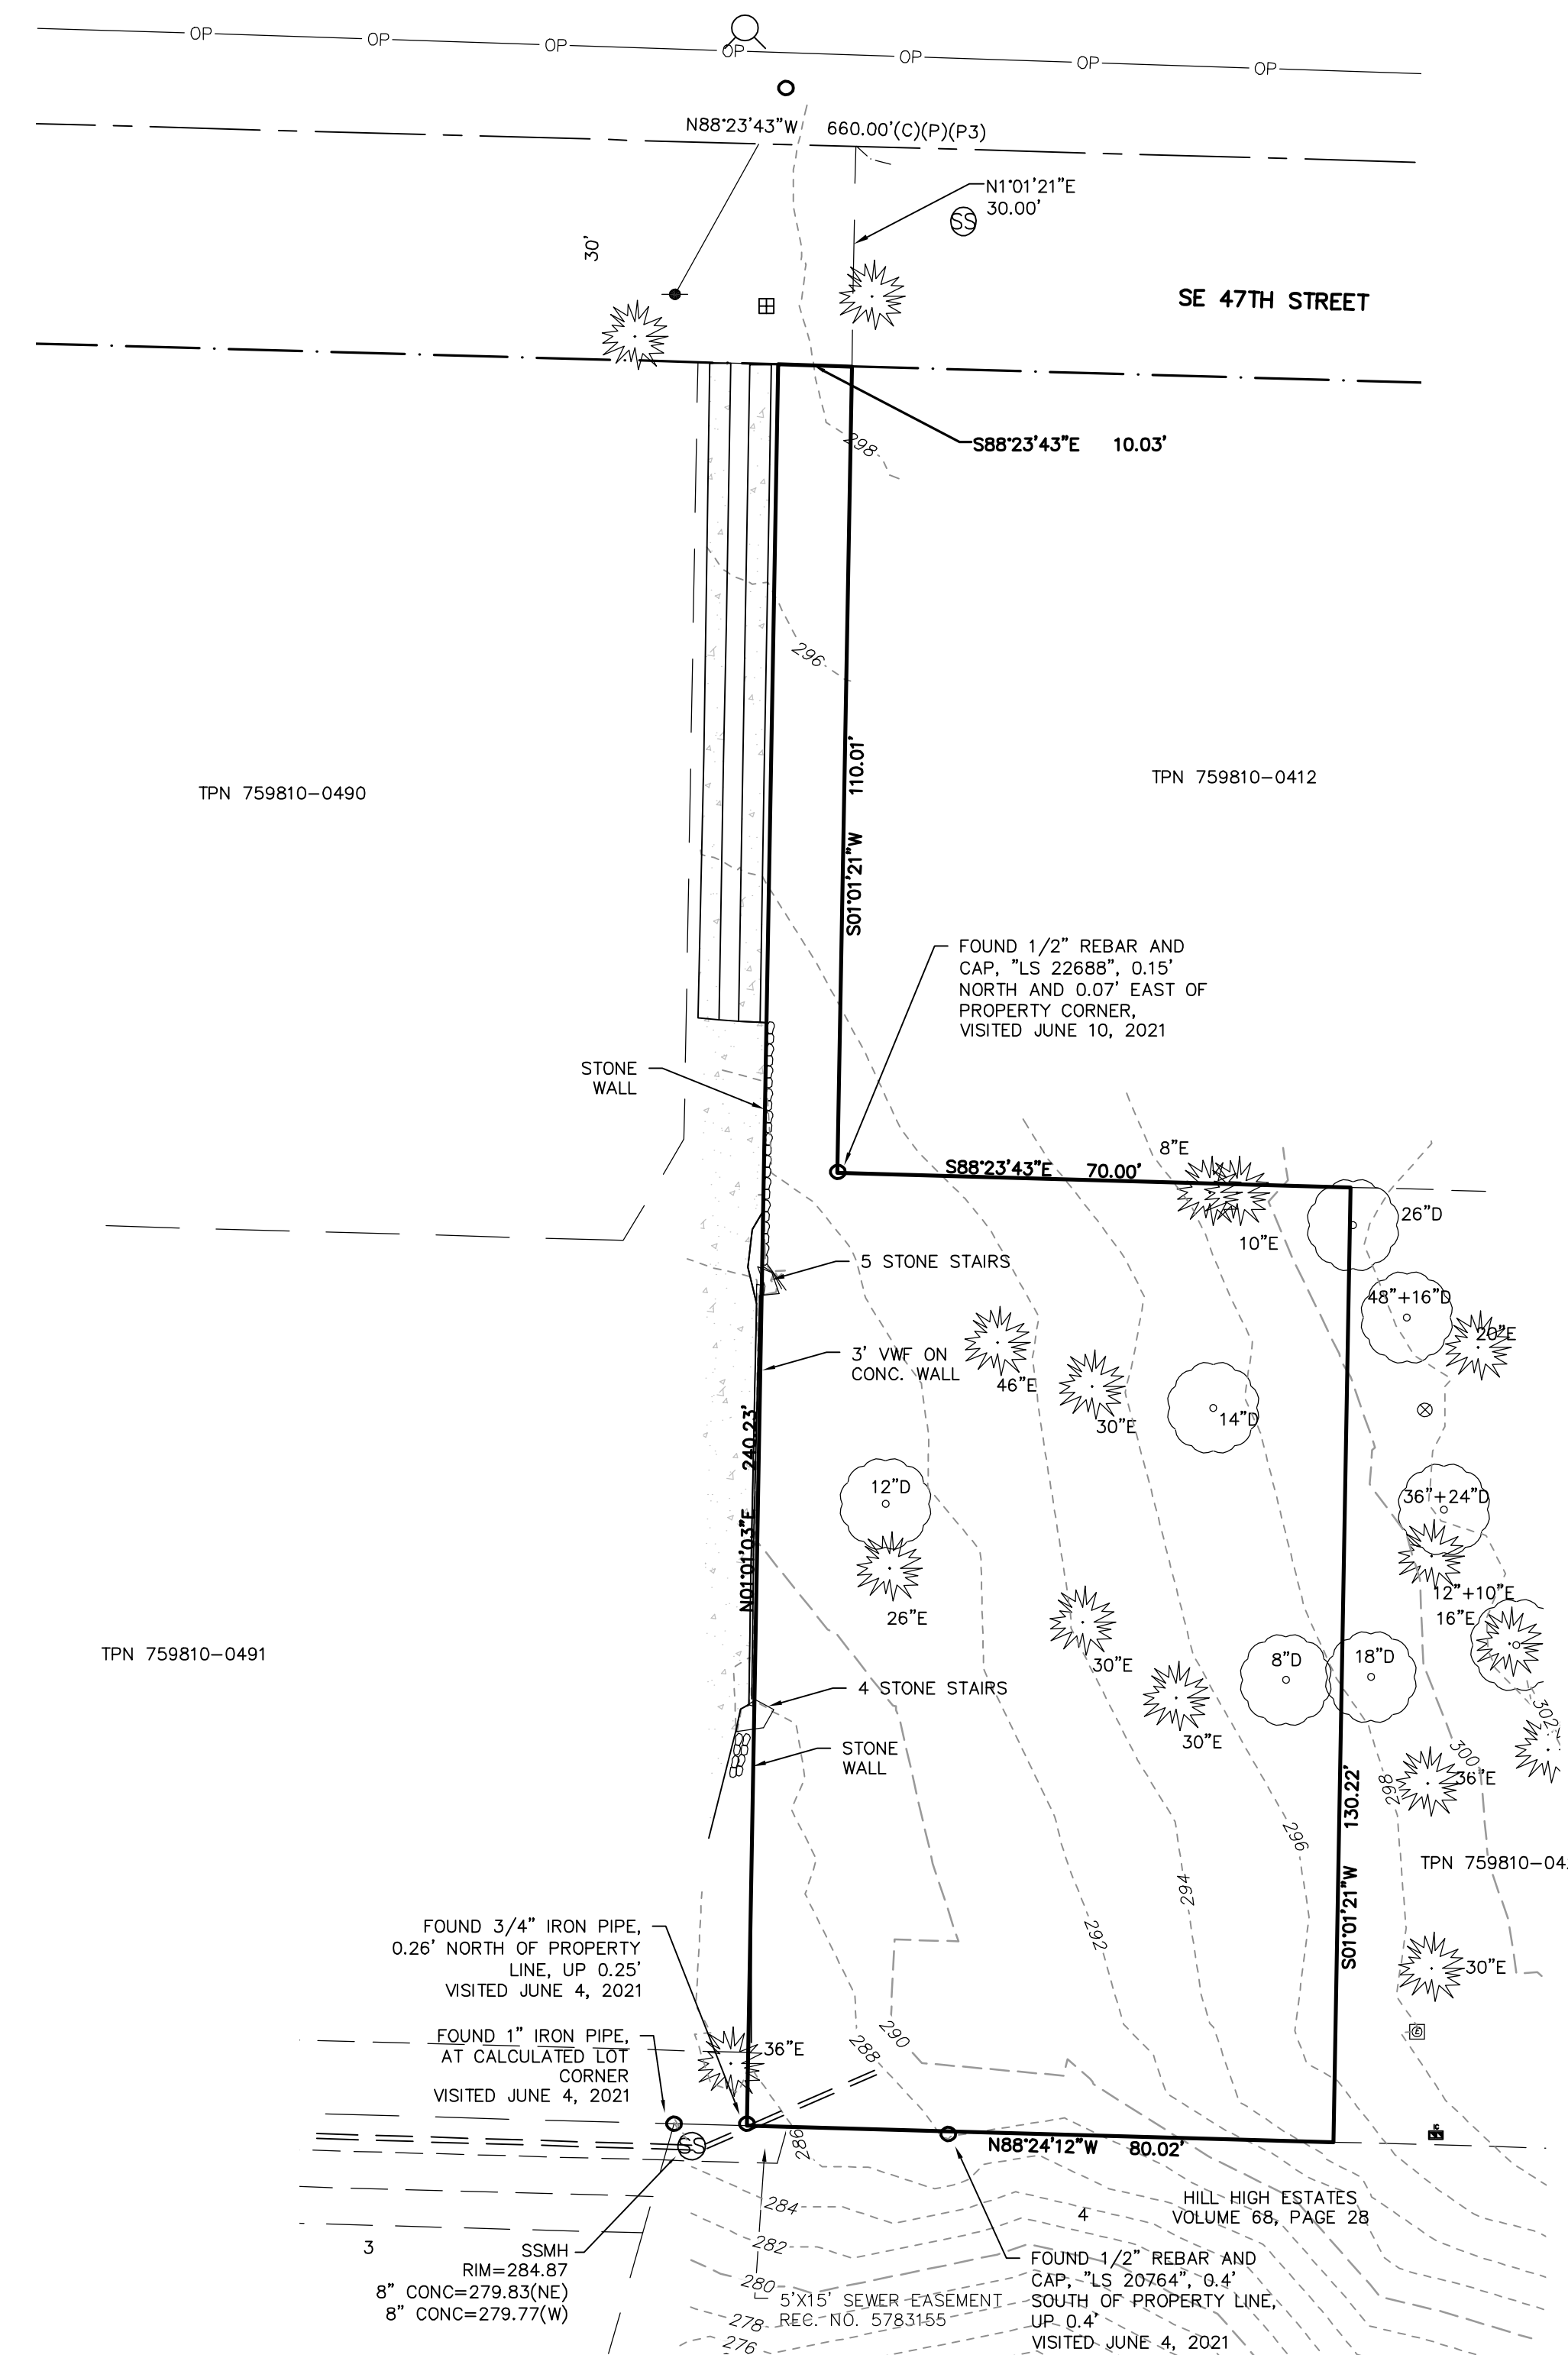 OP
OP
OP
OP
OP
OP
OP
N88°23'43"W 660.00'(C)(P)(P3)
N1°01'21"E
30.00'
SS
30'
SE 47TH STREET
S88°23'43"E 10.03'
298
296
S01°01'21"W 110.01'
TPN 759810-0490
TPN 759810-0412
FOUND 1/2" REBAR AND
CAP, "LS 22688", 0.15'
NORTH AND 0.07' EAST OF
PROPERTY CORNER,
VISITED JUNE 10, 2021
STONE
WALL
8"E
S88°23'43"E 70.00'
26"D
10"E
5 STONE STAIRS
48"+16"D
20"E
3' VWF ON
CONC. WALL
46"E
30"E
14"D
N01°01'03"E 240.23'
12"D
36"+24"D
26"E
12"+10"E
16"E
TPN 759810-0491
30"E
8"D
18"D
4 STONE STAIRS
302
30"E
STONE
WALL
300
36"E
298
296
S01°01'21"W 130.22'
TPN 759810-04
294
292
FOUND 3/4" IRON PIPE,
0.26' NORTH OF PROPERTY
LINE, UP 0.25'
VISITED JUNE 4, 2021
30"E
FOUND 1" IRON PIPE,
AT CALCULATED LOT
CORNER
VISITED JUNE 4, 2021
36"E
288
290
SS
286
N88°24'12"W 80.02'
284
HILL HIGH ESTATES
VOLUME 68, PAGE 28
4
282
3
SSMH
RIM=284.87
8" CONC=279.83(NE)
8" CONC=279.77(W)
280
5'X15' SEWER EASEMENT
REC. NO. 5783155
278
276
FOUND 1/2" REBAR AND
CAP, "LS 20764", 0.4'
SOUTH OF PROPERTY LINE,
UP 0.4'
VISITED JUNE 4, 2021